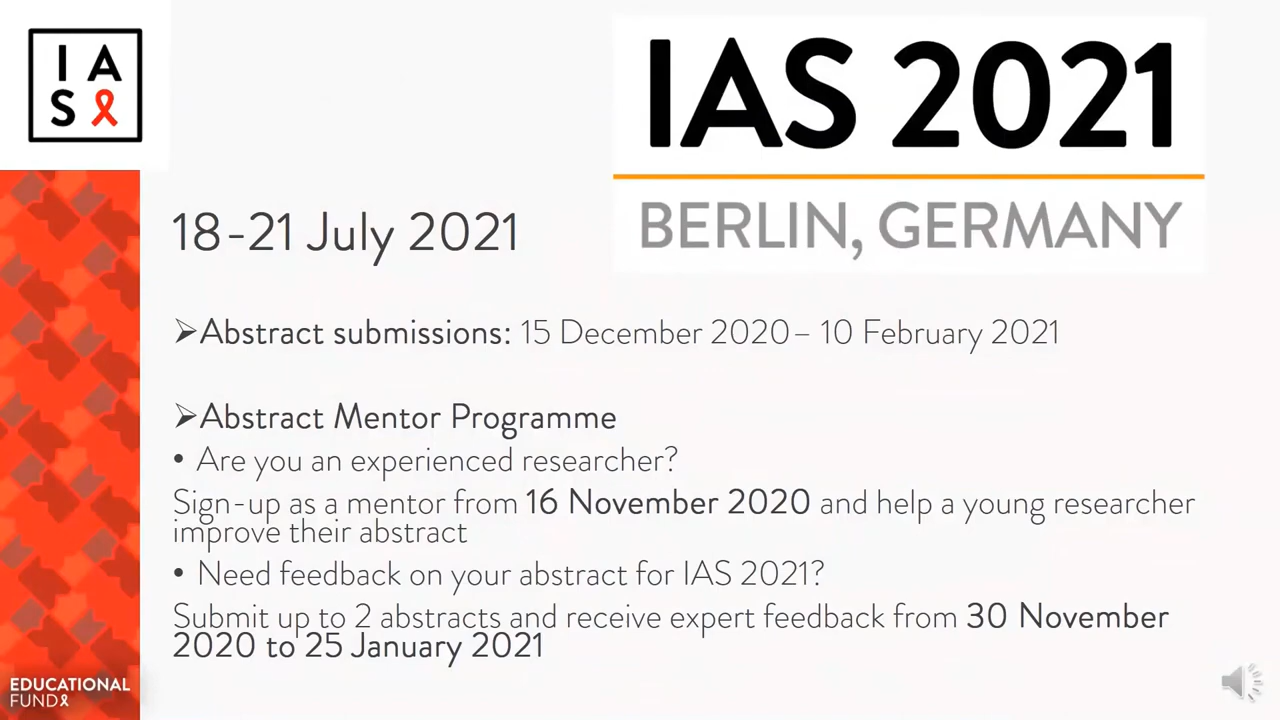 IA
S
IAS 2021
BERLIN, GERMANY
18-21 July 2021
➢Abstract submissions: 15 December 2020– 10 February 2021
➢Abstract Mentor Programme
• Are you an experienced researcher?
Sign-up as a mentor from 16 November 2020 and help a young researcher
improve their abstract
• Need feedback on your abstract for IAS 2021?
Submit up to 2 abstracts and receive expert feedback from 30 November
2020 to 25 January 2021
EDUCATIONAL
FUND